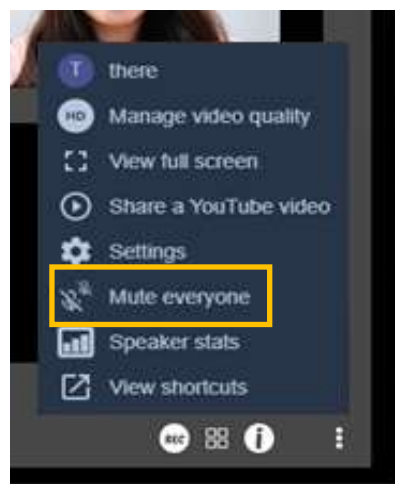 T there
HD Manage video quality
View full screen
Share a YouTube video
Settings
Mute everyone
Speaker stats
View shortcuts
REC i